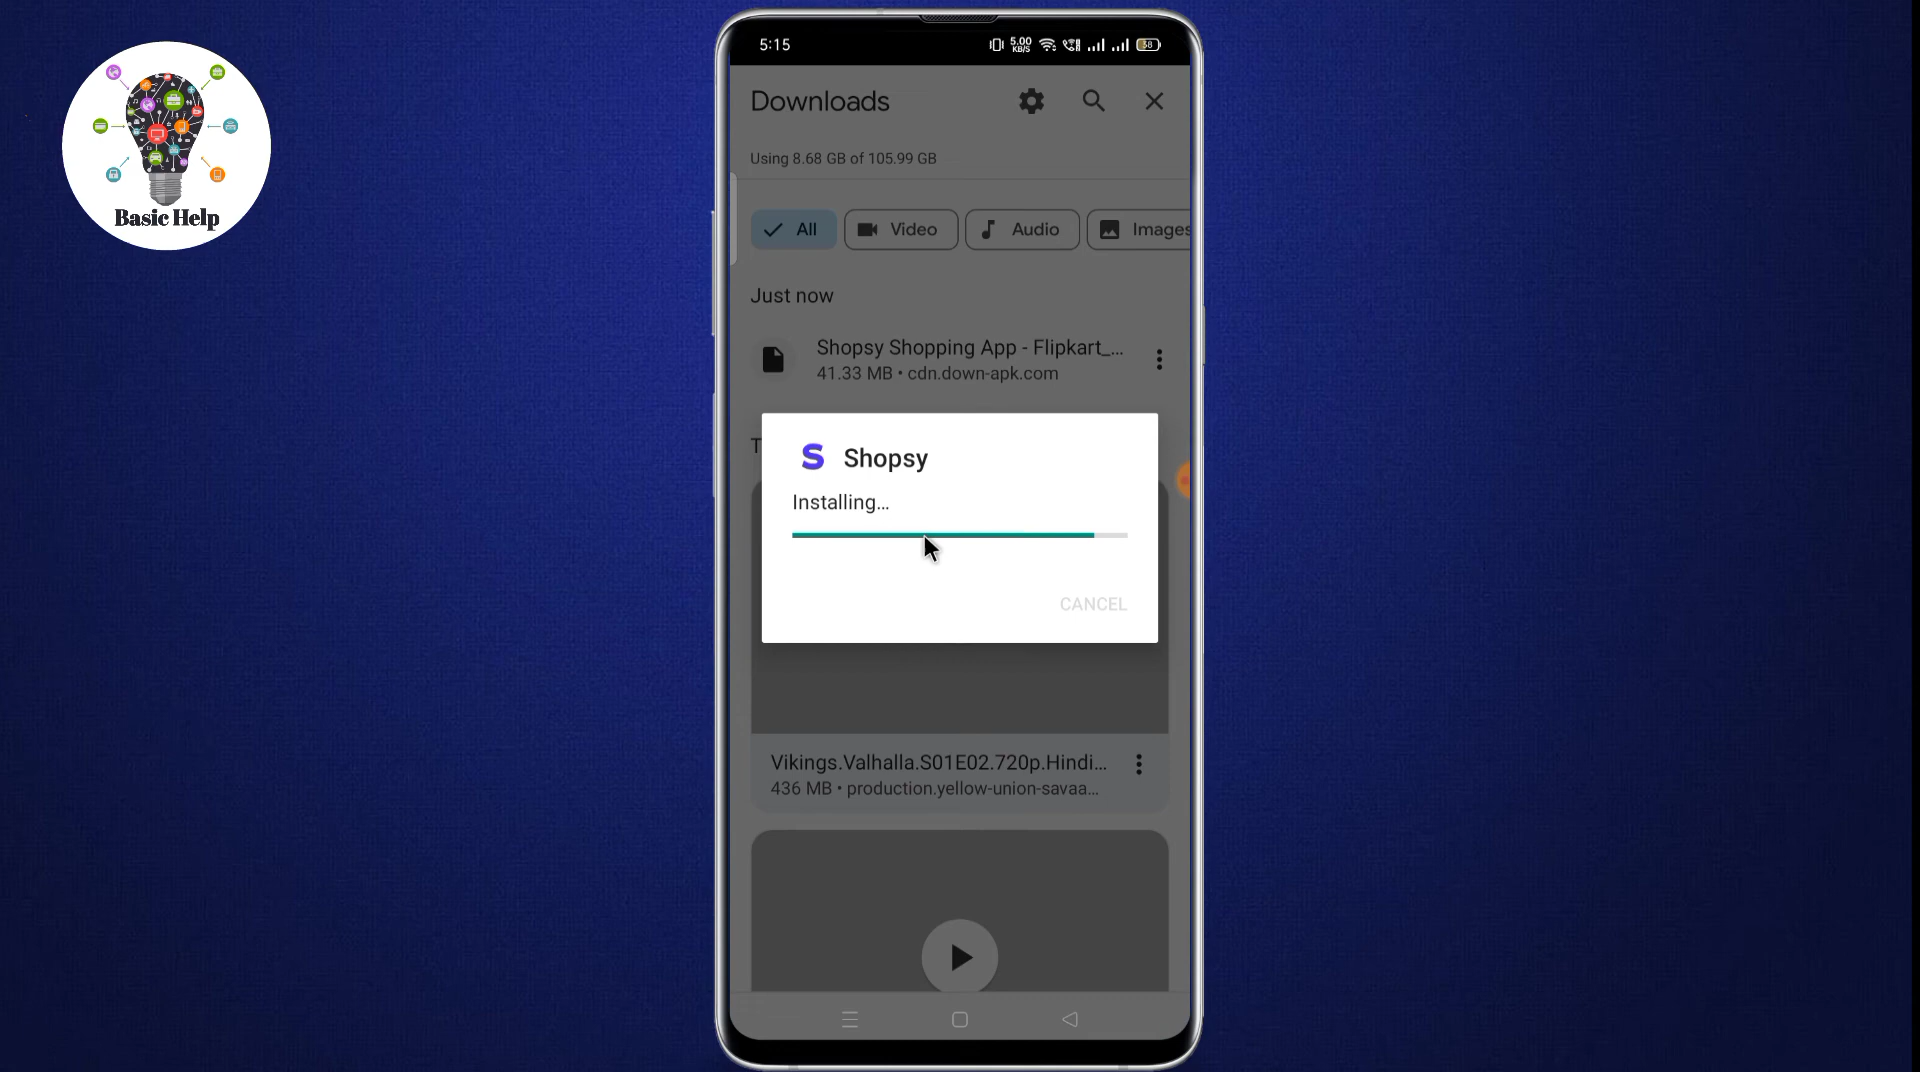 Basic Help
5:15
5.00
KB/S
38
Downloads
Using 8.68 GB of 105.99 GB
All
Video
Audio
Images
Just now
Shopsy Shopping App - Flipkart_...
41.33 MB • cdn.down-apk.com
T
S Shopsy
Installing...
CANCEL
Vikings.Valhalla.S01E02.720p.Hindi...
436 MB • production.yellow-union-savaa...